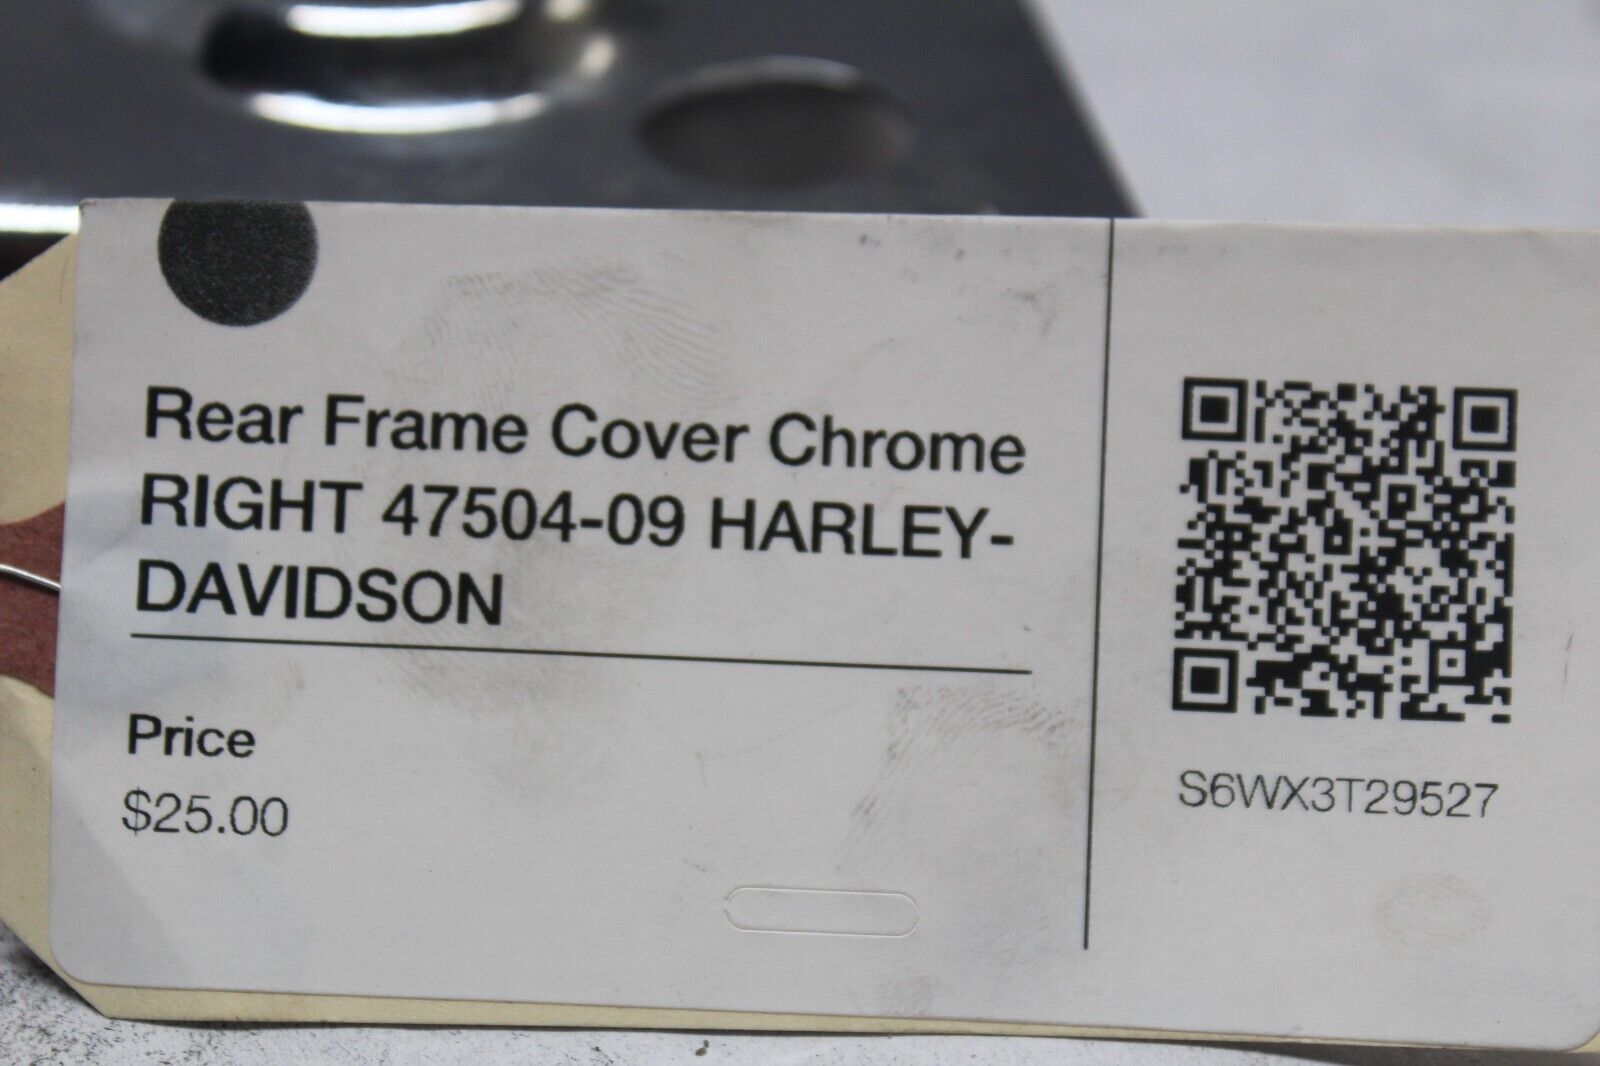 Rear Frame Cover Chrome
RIGHT 47504-09 HARLEY-
DAVIDSON
Price
$25.00
S6WX3T29527